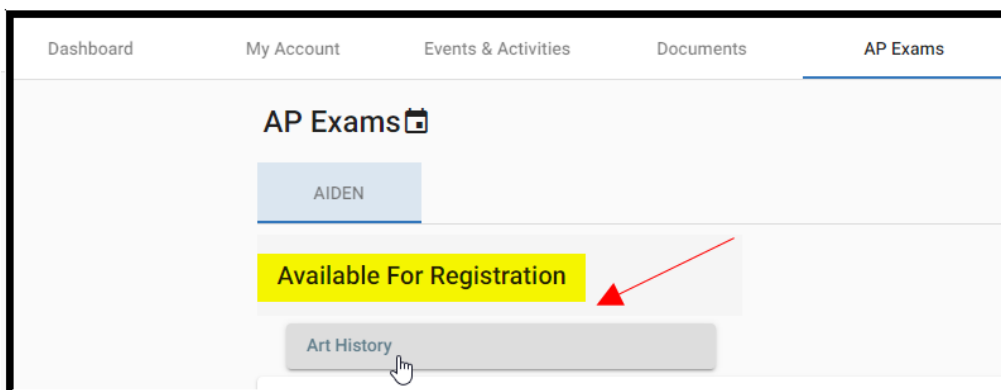 Dashboard My Account Events & Activities Documents AP Exams
AP Exams
AIDEN
Available For Registration
Art History